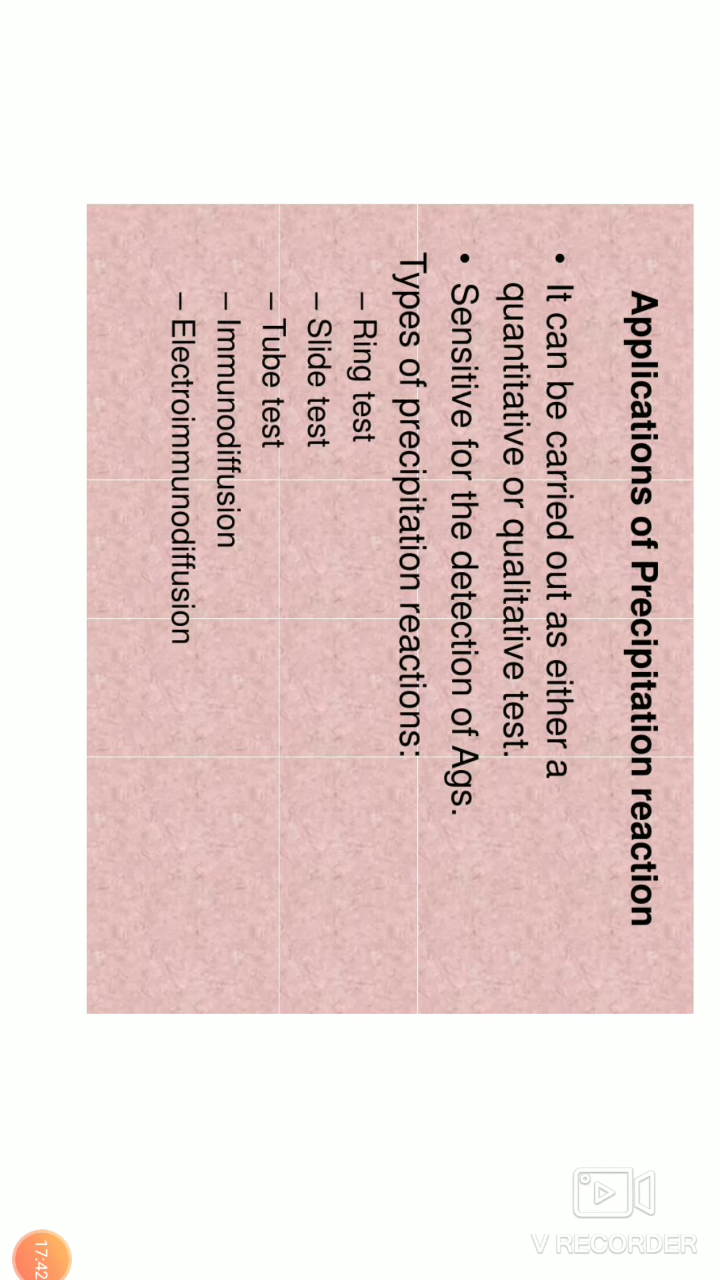 Applications of Precipitation reaction
• It can be carried out as either a
quantitative or qualitative test.
• Sensitive for the detection of Ags.
Types of precipitation reactions:
– Ring test
– Slide test
– Tube test
– Immunodiffusion
– Electroimmunodiffusion
V RECORDER
17:42